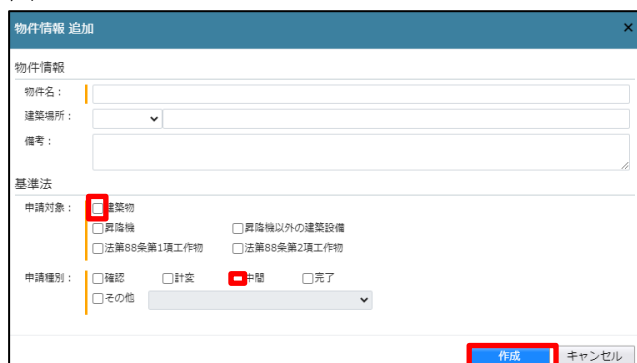 物件情報 追加 ×
物件情報
物件名：
建築場所：
備考：
基準法
申請対象： 建築物
昇降機 昇降機以外の建築設備
法第88条第1項工作物 法第88条第2項工作物
申請種別： 確認 計変 中間 完了
その他
作成 キャンセル